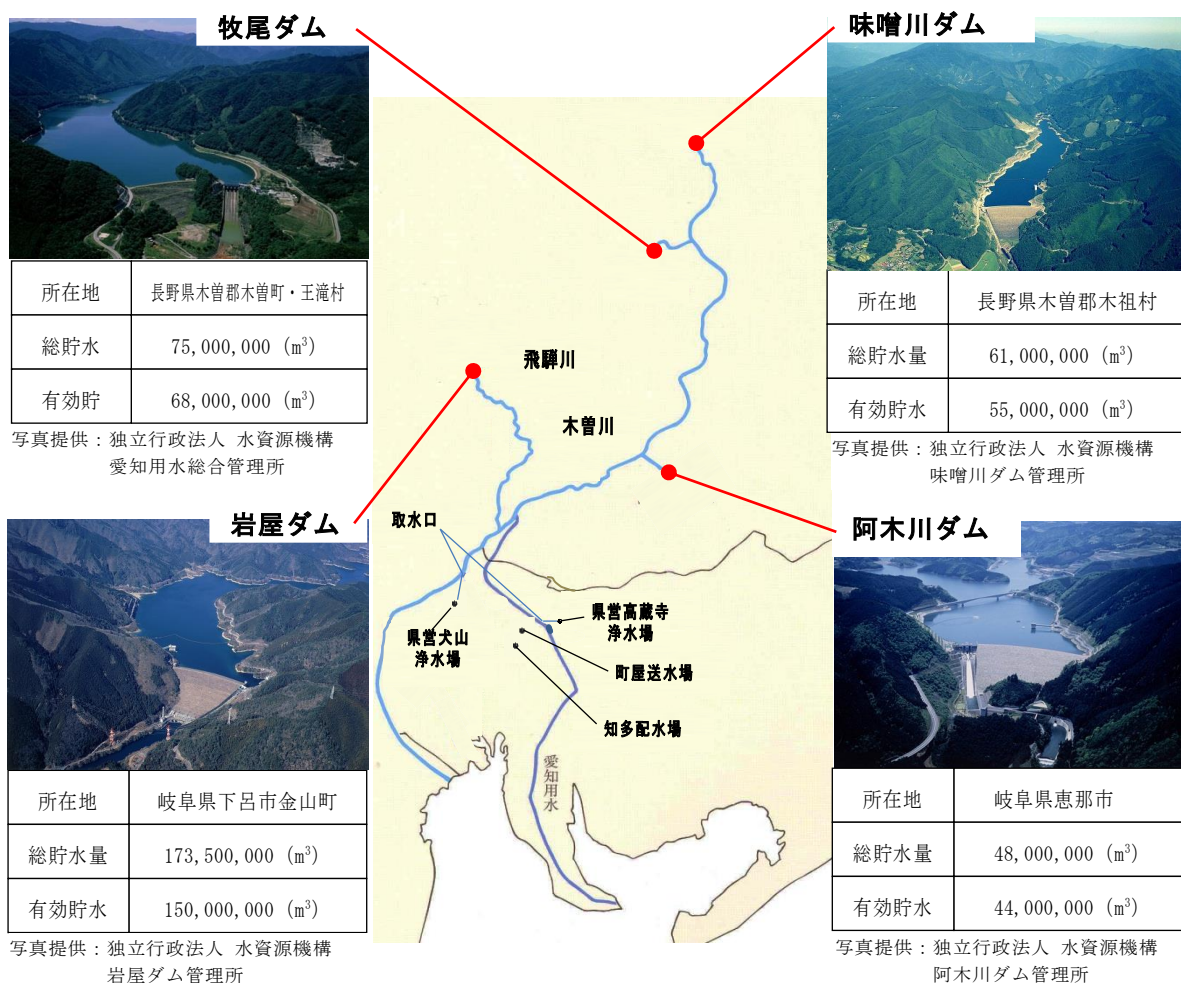 牧尾ダム
所在地 長野県木曽郡木曽町・王滝村
総貯水 75,000,000 (m³)
有効貯 68,000,000 (m³)
写真提供：独立行政法人 水資源機構
愛知用水総合管理所
味噌川ダム
所在地 長野県木曽郡木祖村
総貯水量 61,000,000 (m³)
有効貯水 55,000,000 (m³)
写真提供：独立行政法人 水資源機構
味噌川ダム管理所
飛騨川
木曽川
取水口
県営犬山
浄水場
県営高蔵寺
浄水場
町屋送水場
知多配水場
愛知用水
岩屋ダム
所在地 岐阜県下呂市金山町
総貯水量 173,500,000 (m³)
有効貯水 150,000,000 (m³)
写真提供：独立行政法人 水資源機構
岩屋ダム管理所
阿木川ダム
所在地 岐阜県恵那市
総貯水量 48,000,000 (m³)
有効貯水 44,000,000 (m³)
写真提供：独立行政法人 水資源機構
阿木川ダム管理所